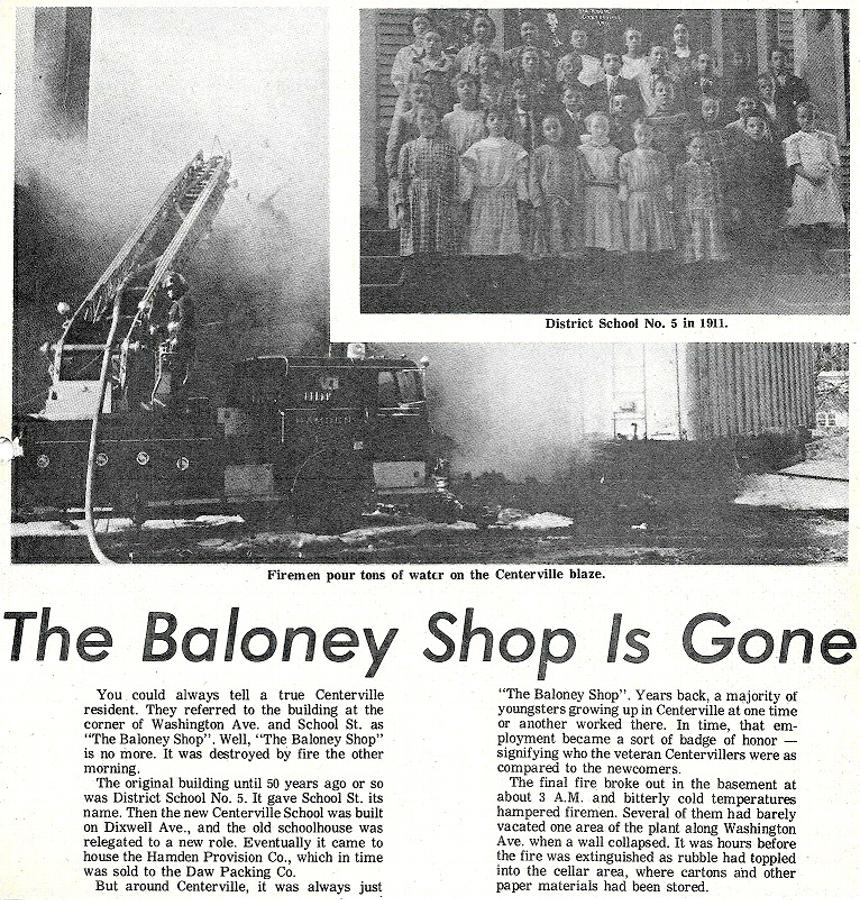 District School No. 5 in 1911.
Firemen pour tons of water on the Centerville blaze.
The Baloney Shop Is Gone
You could always tell a true Centerville
resident. They referred to the building at the
corner of Washington Ave. and School St. as
"The Baloney Shop". Well, "The Baloney Shop"
is no more. It was destroyed by fire the other
morning.
The original building until 50 years ago or so
was District School No. 5. It gave School St. its
name. Then the new Centerville School was built
on Dixwell Ave., and the old schoolhouse was
relegated to a new role. Eventually it came to
house the Hamden Provision Co., which in time
was sold to the Daw Packing Co.
But around Centerville, it was always just
"The Baloney Shop". Years back, a majority of
youngsters growing up in Centerville at one time
or another worked there. In time, that em-
ployment became a sort of badge of honor —
signifying who the veteran Centervillers were as
compared to the newcomers.
The final fire broke out in the basement at
about 3 A.M. and bitterly cold temperatures
hampered firemen. Several of them had barely
vacated one area of the plant along Washington
Ave. when a wall collapsed. It was hours before
the fire was extinguished as rubble had toppled
into the cellar area, where cartons and other
paper materials had been stored.